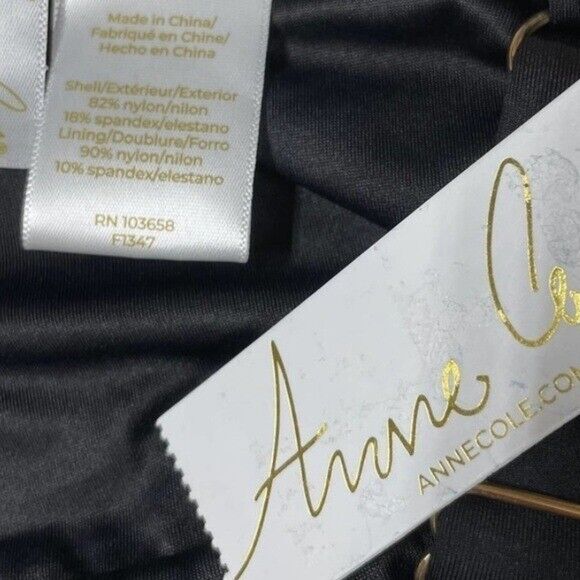 Made in China/
Fabriqué en Chine/
Hecho en China
Shell/Extérieur/Exterior
82% nylon/nilon
18% spandex/elestano
Lining/Doublure/Forro
90% nylon/nilon
10% spandex/elestano
RN 103658
F1347
Anne
ANNECOLE.COM